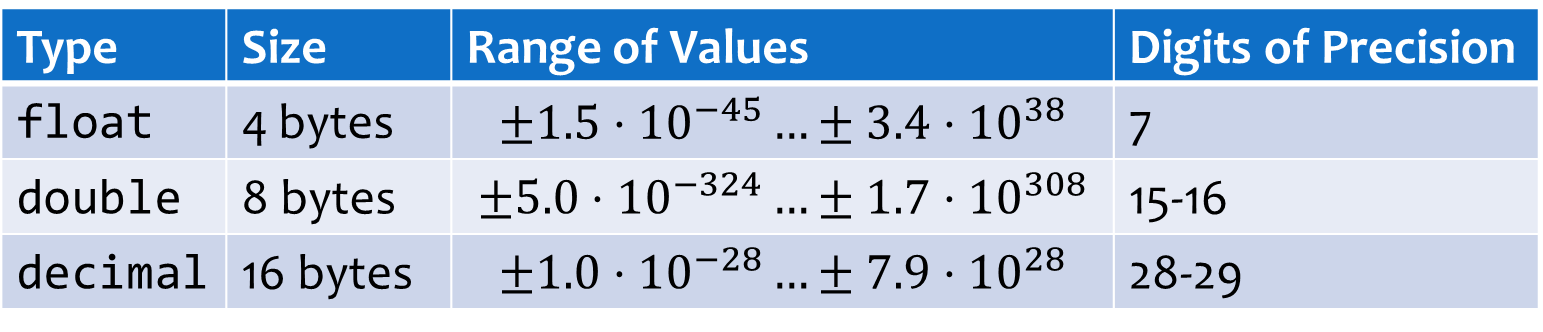 Type Size Range of Values Digits of Precision
float 4 bytes ±1.5 · 10⁻⁴⁵ ... ± 3.4 · 10³⁸ 7
double 8 bytes ±5.0 · 10⁻³²⁴ ... ± 1.7 · 10³⁰⁸ 15-16
decimal 16 bytes ±1.0 · 10⁻²⁸ ... ± 7.9 · 10²⁸ 28-29